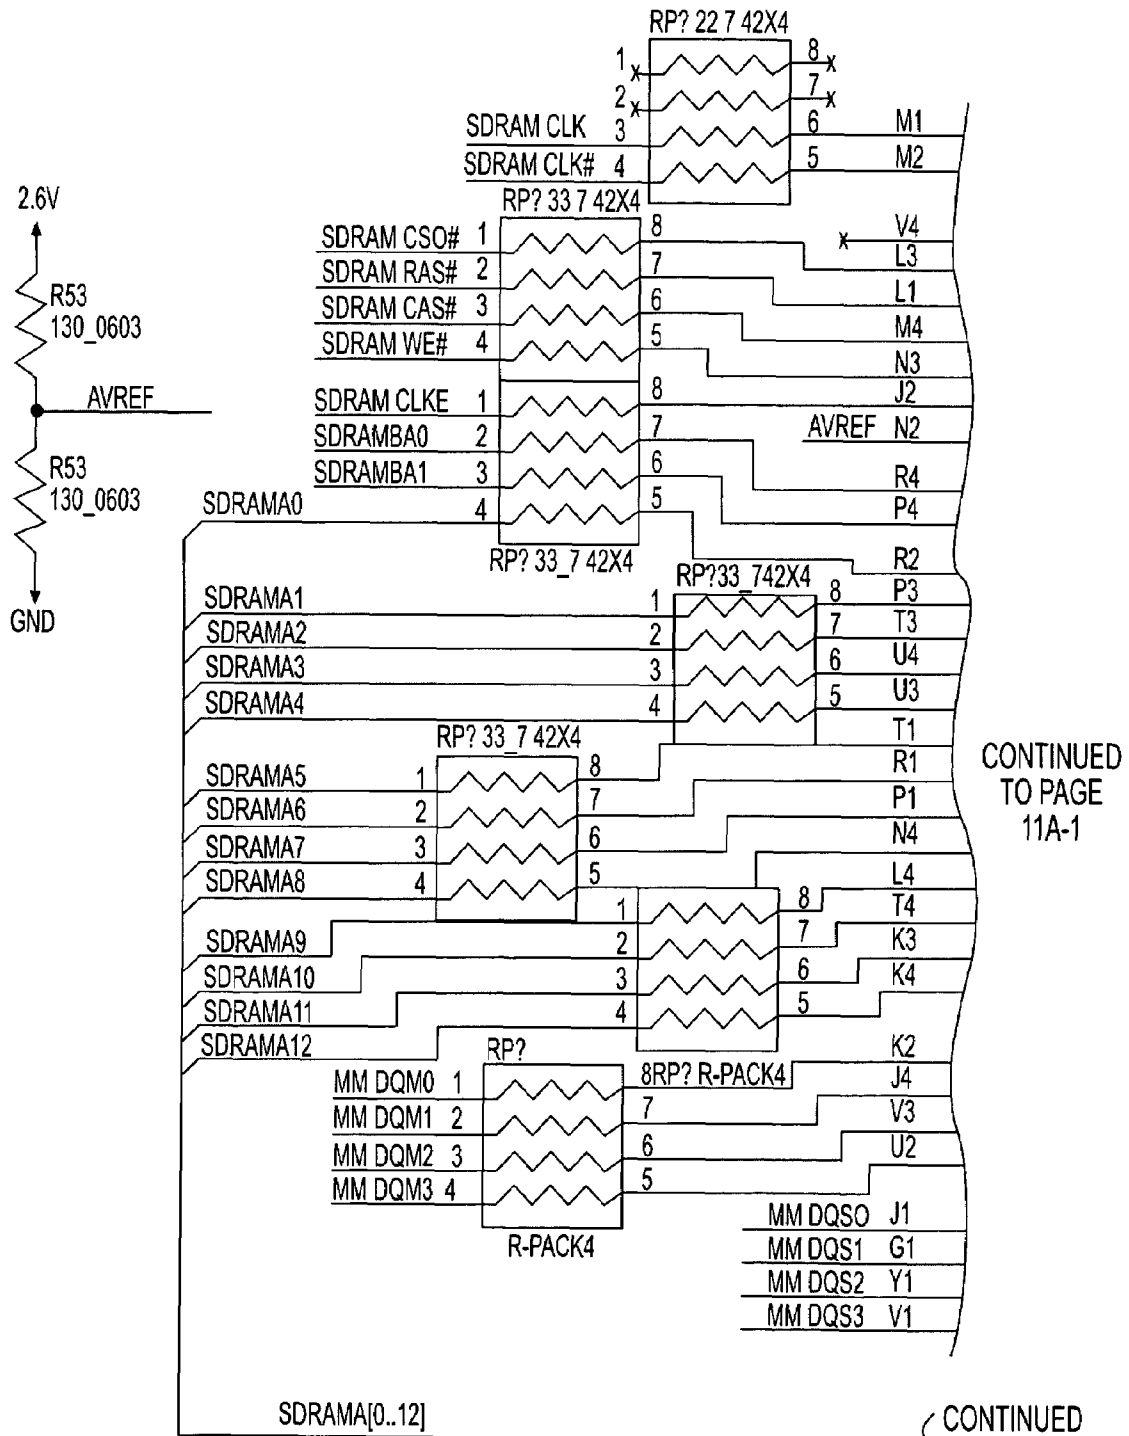 RP? 22 7 42X4
1 8
2 7
SDRAM CLK 3 6 M1
SDRAM CLK# 4 5 M2
2.6V
R53
130_0603
AVREF
R53
130_0603
GND
RP? 33 7 42X4
SDRAM CSO# 1 8 V4
L3
SDRAM RAS# 2 7 L1
SDRAM CAS# 3 6 M4
SDRAM WE# 4 5 N3
SDRAM CLKE 1 8 J2
SDRAMBA0 2 7 AVREF N2
SDRAMBA1 3 6 R4
SDRAMA0 4 5 P4
RP? 33_7 42X4
R2
RP?33_742X4
SDRAMA1 1 8 P3
SDRAMA2 2 7 T3
SDRAMA3 3 6 U4
SDRAMA4 4 5 U3
RP? 33_7 42X4
T1
SDRAMA5 1 8 R1
SDRAMA6 2 7 P1
SDRAMA7 3 6 N4
SDRAMA8 4 5 L4
CONTINUED
TO PAGE
11A-1
1 8 T4
SDRAMA9 2 7 K3
SDRAMA10 3 6 K4
SDRAMA11 4 5
SDRAMA12
RP?
K2
MM DQM0 1 8RP? R-PACK4 J4
MM DQM1 2 7 V3
MM DQM2 3 6 U2
MM DQM3 4 5
R-PACK4
MM DQSO J1
MM DQS1 G1
MM DQS2 Y1
MM DQS3 V1
SDRAMA[0..12]
CONTINUED